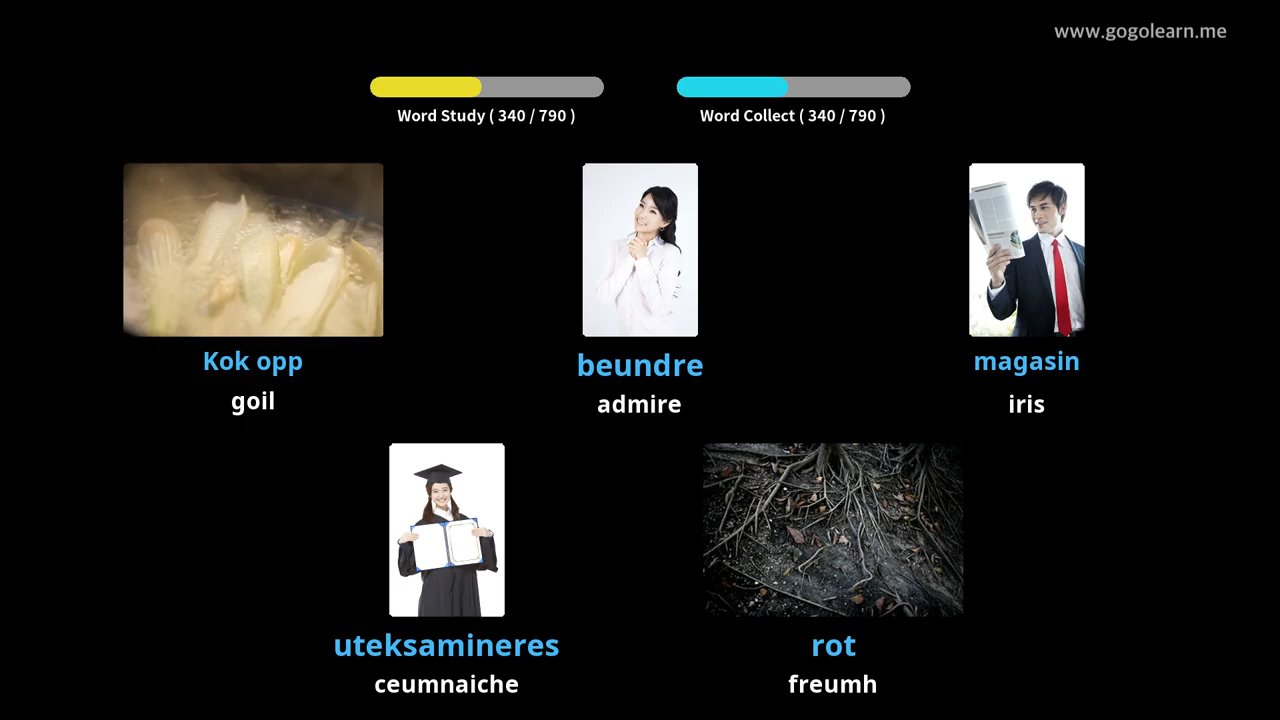 www.gogolearn.me
Word Study ( 340 / 790 )
Word Collect ( 340 / 790 )
Kok opp
beundre
magasin
goil
admire
iris
uteksamineres
rot
ceumnaiche
freumh